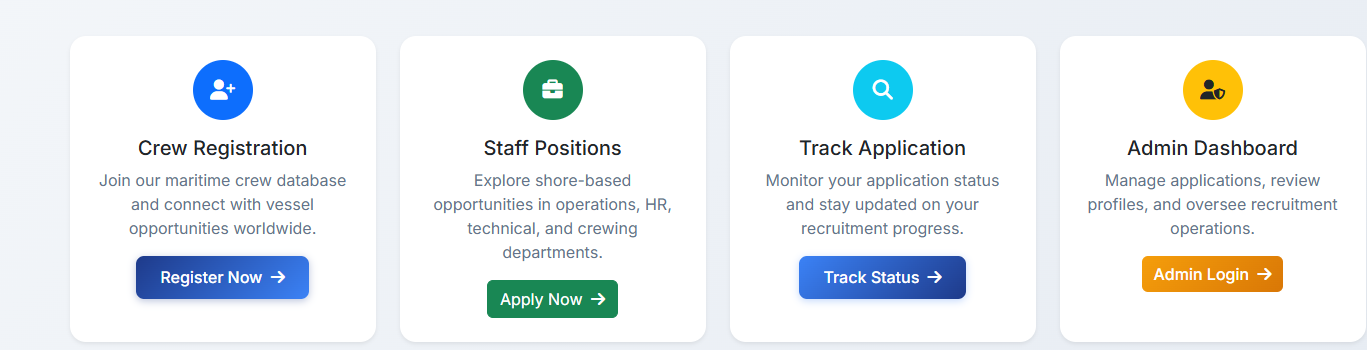 Crew Registration
Join our maritime crew database
and connect with vessel
opportunities worldwide.
Register Now
Staff Positions
Explore shore-based
opportunities in operations, HR,
technical, and crewing
departments.
Apply Now
Track Application
Monitor your application status
and stay updated on your
recruitment progress.
Track Status
Admin Dashboard
Manage applications, review
profiles, and oversee recruitment
operations.
Admin Login